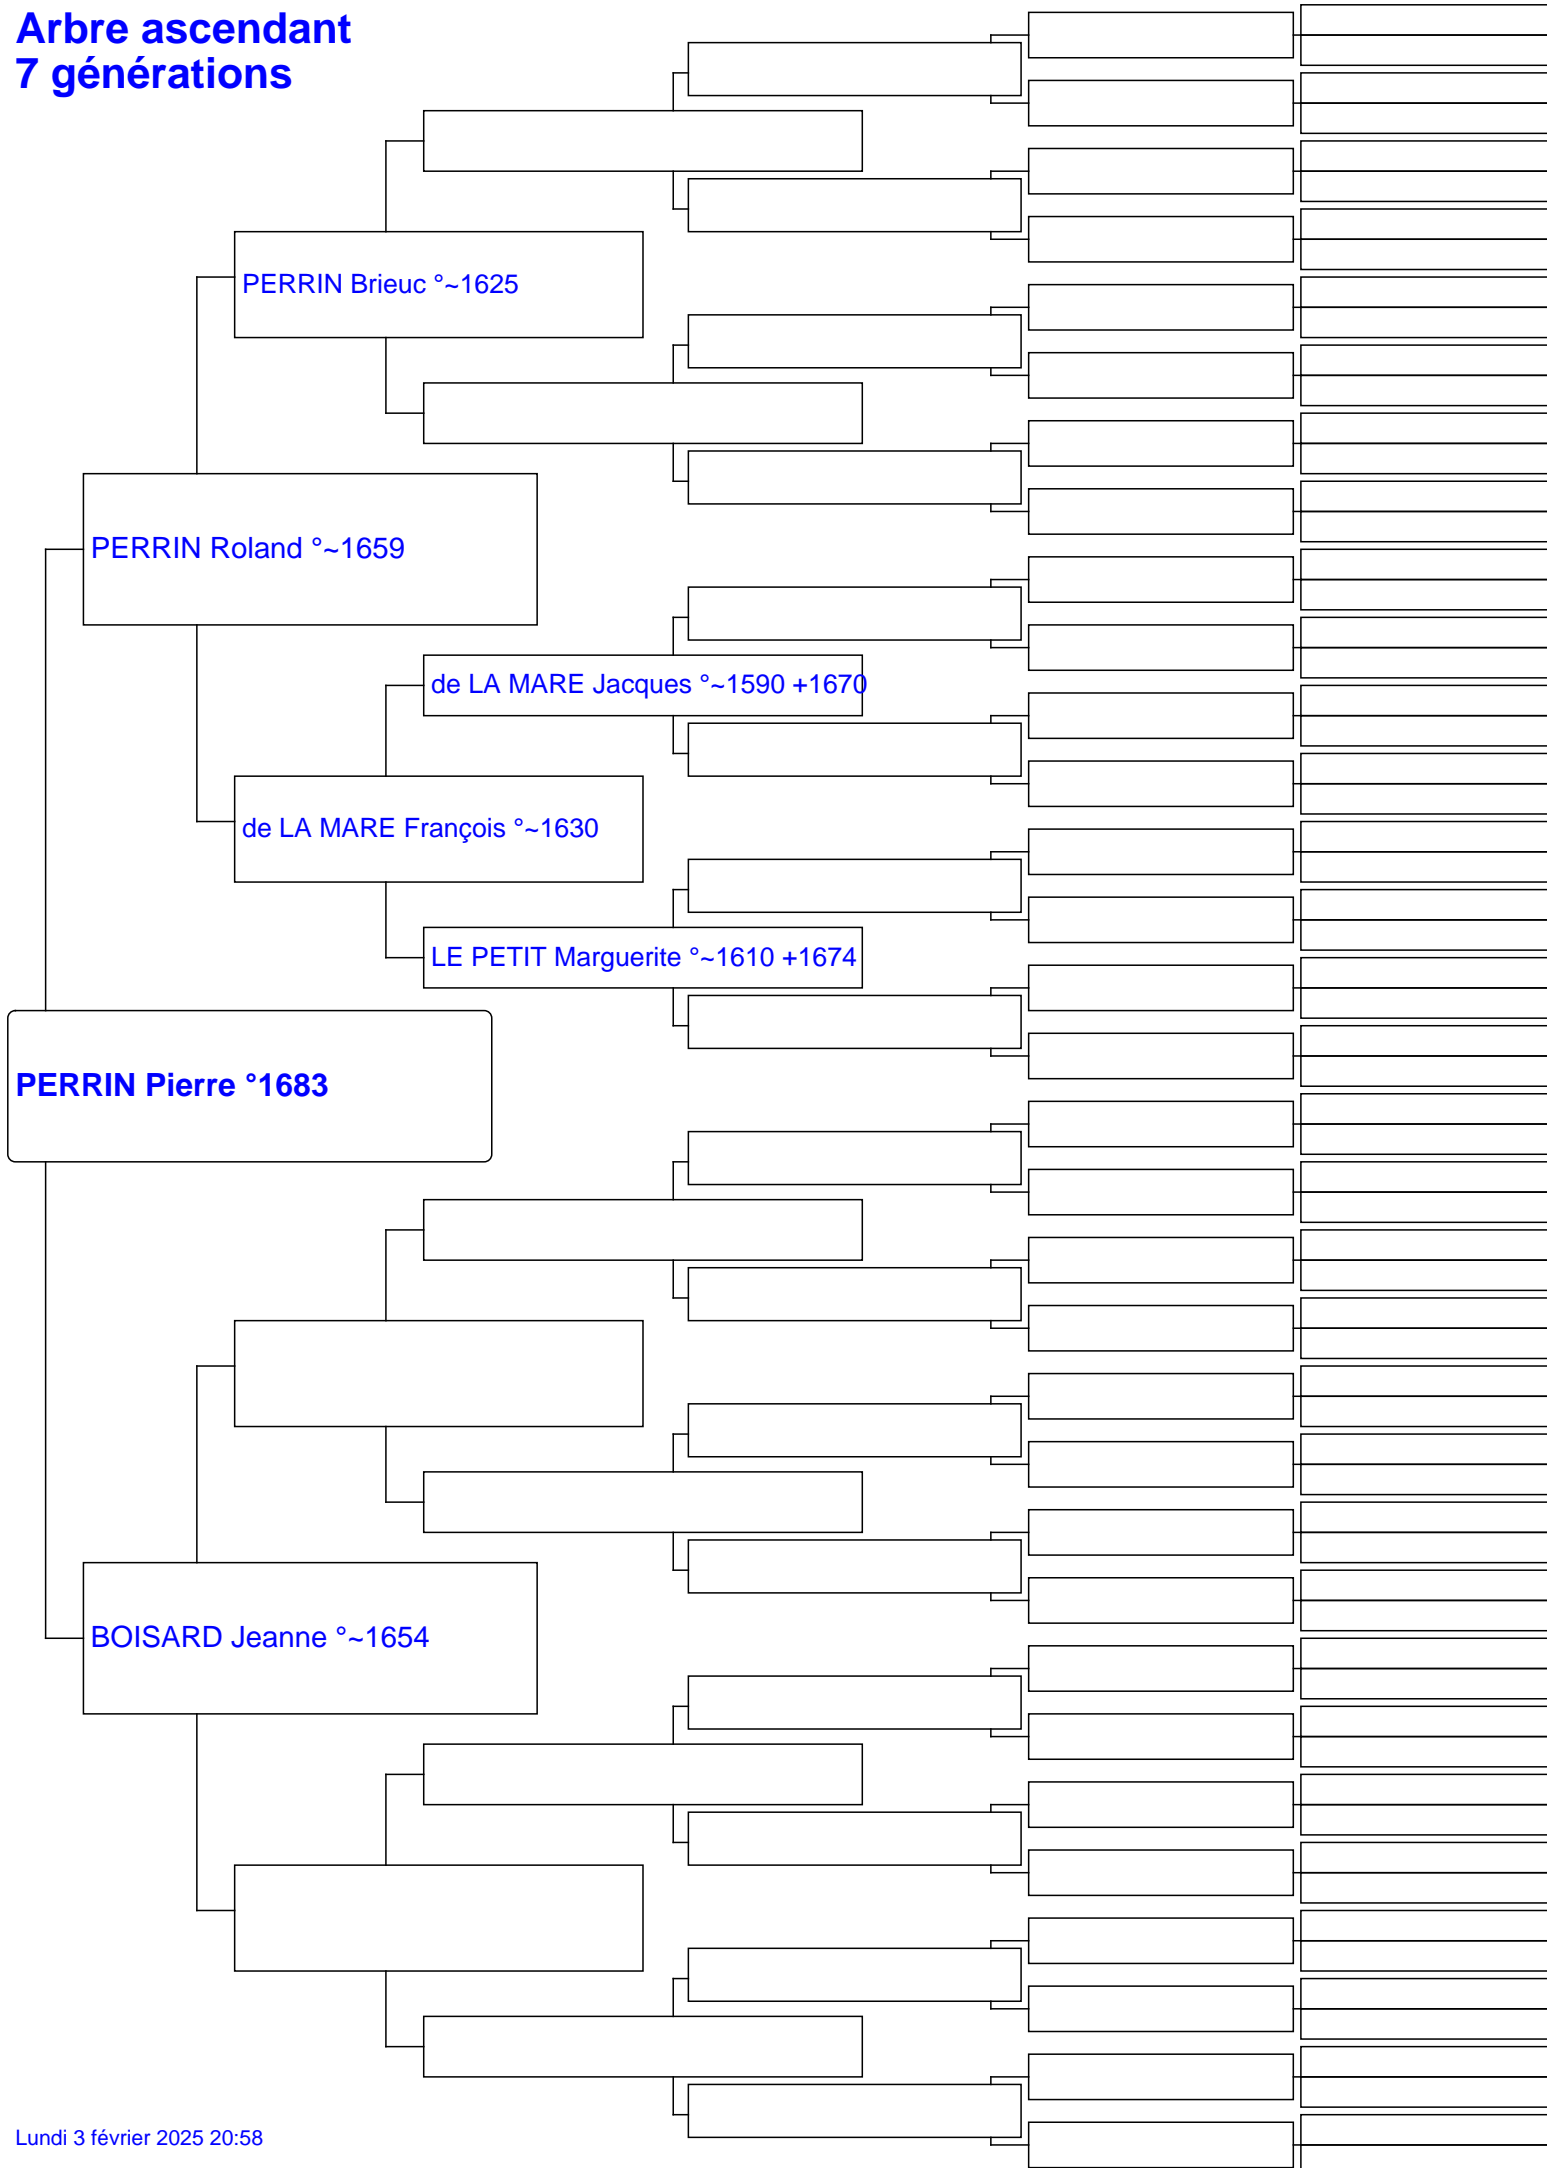 Arbre ascendant
7 générations
PERRIN Brieuc °~1625
PERRIN Roland °~1659
de LA MARE Jacques °~1590 +1670
de LA MARE François °~1630
LE PETIT Marguerite °~1610 +1674
PERRIN Pierre °1683
BOISARD Jeanne °~1654
Lundi 3 février 2025 20:58